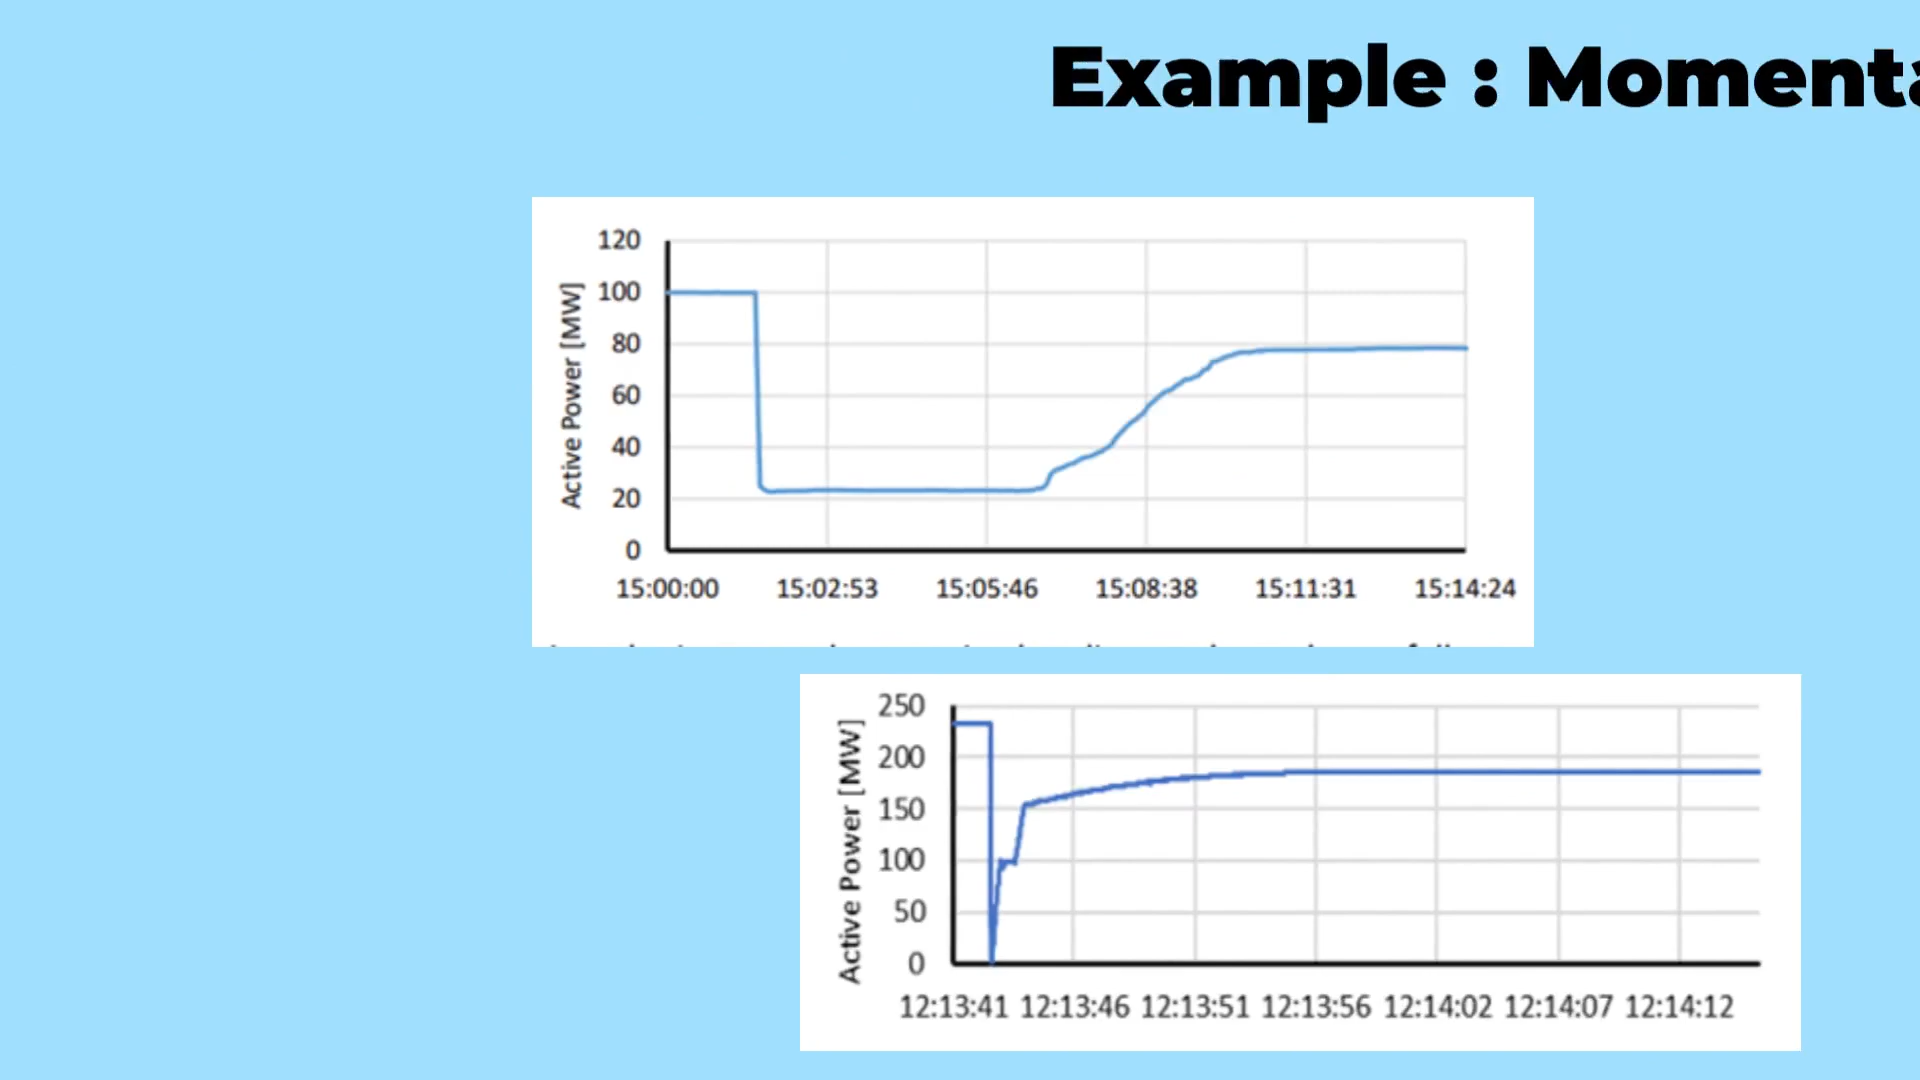 Example : Momenta
Active Power [MW]
120
100
80
60
40
20
0
15:00:00 15:02:53 15:05:46 15:08:38 15:11:31 15:14:24
Active Power [MW]
250
200
150
100
50
0
12:13:41 12:13:46 12:13:51 12:13:56 12:14:02 12:14:07 12:14:12